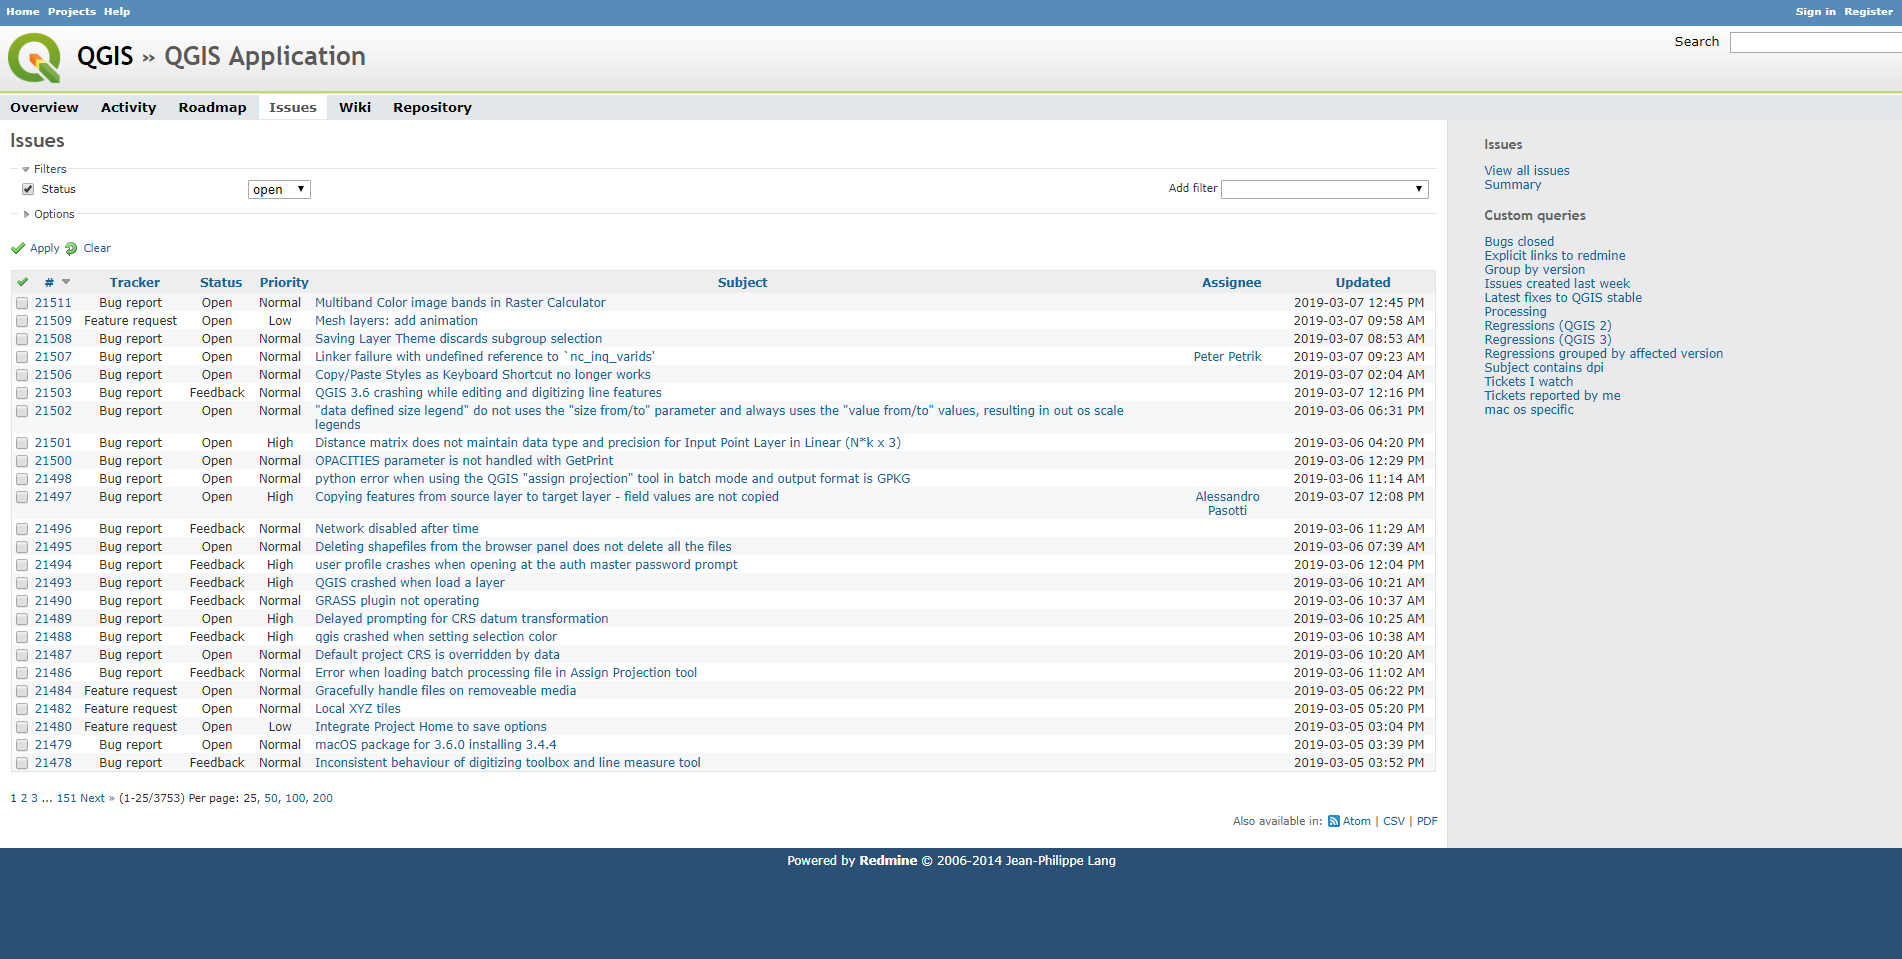 Home Projects Help
Sign in Register
QGIS » QGIS Application
Search
Overview Activity Roadmap Issues Wiki Repository
Issues
Filters
Status open Add filter
Options
Apply Clear
# Tracker Status Priority Subject Assignee Updated
21511 Bug report Open Normal Multiband Color image bands in Raster Calculator 2019-03-07 12:45 PM
21509 Feature request Open Low Mesh layers: add animation 2019-03-07 09:58 AM
21508 Bug report Open Normal Saving Layer Theme discards subgroup selection 2019-03-07 08:53 AM
21507 Bug report Open Normal Linker failure with undefined reference to `nc_inq_varids' Peter Petrik 2019-03-07 09:23 AM
21506 Bug report Open Normal Copy/Paste Styles as Keyboard Shortcut no longer works 2019-03-07 02:04 AM
21503 Bug report Feedback Normal QGIS 3.6 crashing while editing and digitizing line features 2019-03-07 12:16 PM
21502 Bug report Open Normal "data defined size legend" do not uses the "size from/to" parameter and always uses the "value from/to" values, resulting in out os scale 2019-03-06 06:31 PM
legends
21501 Bug report Open High Distance matrix does not maintain data type and precision for Input Point Layer in Linear (N*k x 3) 2019-03-06 04:20 PM
21500 Bug report Open Normal OPACITIES parameter is not handled with GetPrint 2019-03-06 12:29 PM
21498 Bug report Open Normal python error when using the QGIS "assign projection" tool in batch mode and output format is GPKG 2019-03-06 11:14 AM
21497 Bug report Open High Copying features from source layer to target layer - field values are not copied Alessandro 2019-03-07 12:08 PM
Pasotti
21496 Bug report Feedback Normal Network disabled after time 2019-03-06 11:29 AM
21495 Bug report Open Normal Deleting shapefiles from the browser panel does not delete all the files 2019-03-06 07:39 AM
21494 Bug report Feedback High user profile crashes when opening at the auth master password prompt 2019-03-06 12:04 PM
21493 Bug report Feedback High QGIS crashed when load a layer 2019-03-06 10:21 AM
21490 Bug report Feedback Normal GRASS plugin not operating 2019-03-06 10:37 AM
21489 Bug report Open High Delayed prompting for CRS datum transformation 2019-03-06 10:25 AM
21488 Bug report Feedback High qgis crashed when setting selection color 2019-03-06 10:38 AM
21487 Bug report Open Normal Default project CRS is overridden by data 2019-03-06 10:20 AM
21486 Bug report Feedback Normal Error when loading batch processing file in Assign Projection tool 2019-03-06 11:02 AM
21484 Feature request Open Normal Gracefully handle files on removeable media 2019-03-05 06:22 PM
21482 Feature request Open Normal Local XYZ tiles 2019-03-05 05:20 PM
21480 Feature request Open Low Integrate Project Home to save options 2019-03-05 03:04 PM
21479 Bug report Open Normal macOS package for 3.6.0 installing 3.4.4 2019-03-05 03:39 PM
21478 Bug report Feedback Normal Inconsistent behaviour of digitizing toolbox and line measure tool 2019-03-05 03:52 PM
1 2 3 ... 151 Next » (1-25/3753) Per page: 25, 50, 100, 200
Also available in: Atom | CSV | PDF
Issues
View all issues
Summary
Custom queries
Bugs closed
Explicit links to redmine
Group by version
Issues created last week
Latest fixes to QGIS stable
Processing
Regressions (QGIS 2)
Regressions (QGIS 3)
Regressions grouped by affected version
Subject contains dpi
Tickets I watch
Tickets reported by me
mac os specific
Powered by Redmine © 2006-2014 Jean-Philippe Lang